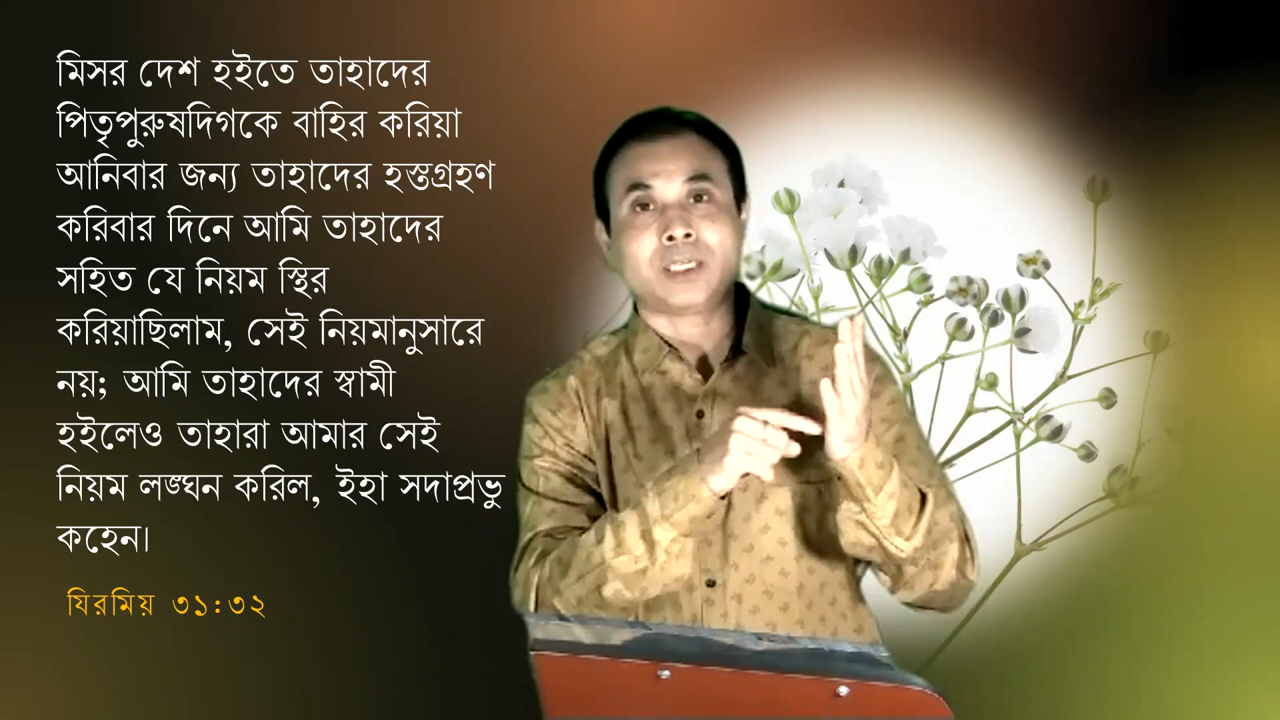 মিসর দেশ হইতে তাহাদের
পিতৃপুরুষদিগকে বাহির করিয়া
আনিবার জন্য তাহাদের হস্তগ্রহণ
করিবার দিনে আমি তাহাদের
সহিত যে নিয়ম স্থির
করিয়াছিলাম, সেই নিয়মানুসারে
নয়; আমি তাহাদের স্বামী
হইলেও তাহারা আমার সেই
নিয়ম লঙ্ঘন করিল, ইহা সদাপ্রভু
কহেন।
যিরমিয় ৩১:৩২